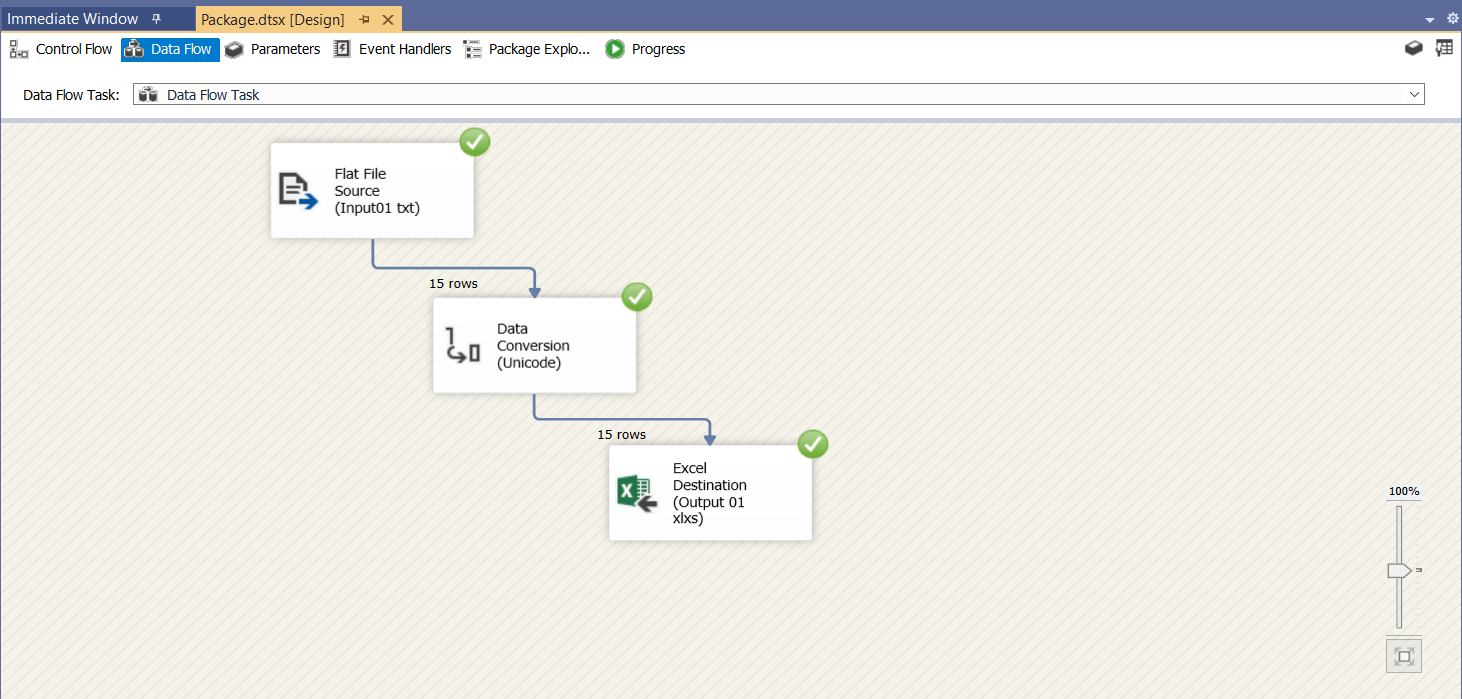 Immediate Window
Package.dtsx [Design]
Control Flow
Data Flow
Parameters
Event Handlers
Package Explo...
Progress
Data Flow Task:
Data Flow Task
Flat File
Source
(Input01 txt)
15 rows
Data
Conversion
(Unicode)
15 rows
Excel
Destination
(Output 01
xlxs)
100%